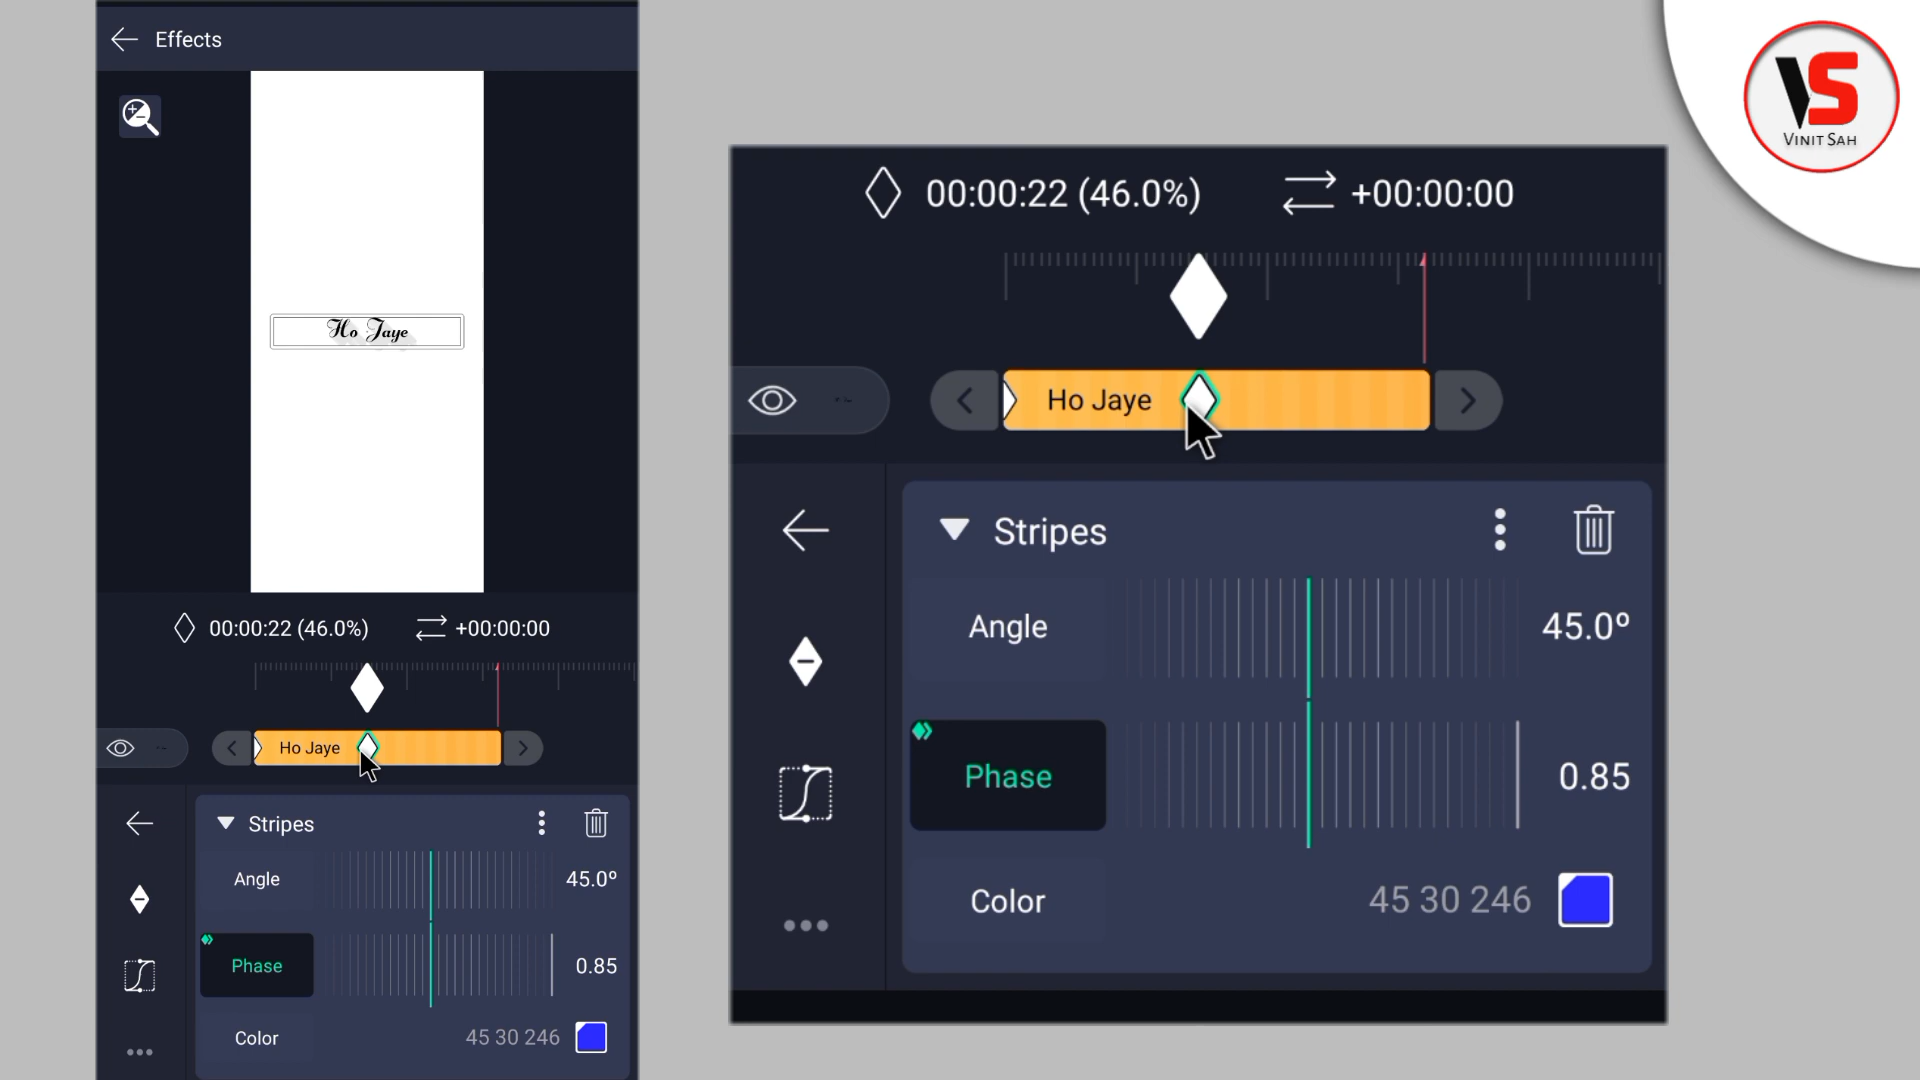 Effects
Ho Jaye
00:00:22 (46.0%)
+00:00:00
Ho Jaye
Stripes
Angle
45.0º
Phase
0.85
Color
45 30 246
00:00:22 (46.0%)
+00:00:00
Ho Jaye
Stripes
Angle
45.0º
Phase
0.85
Color
45 30 246
VS
VINIT SAH